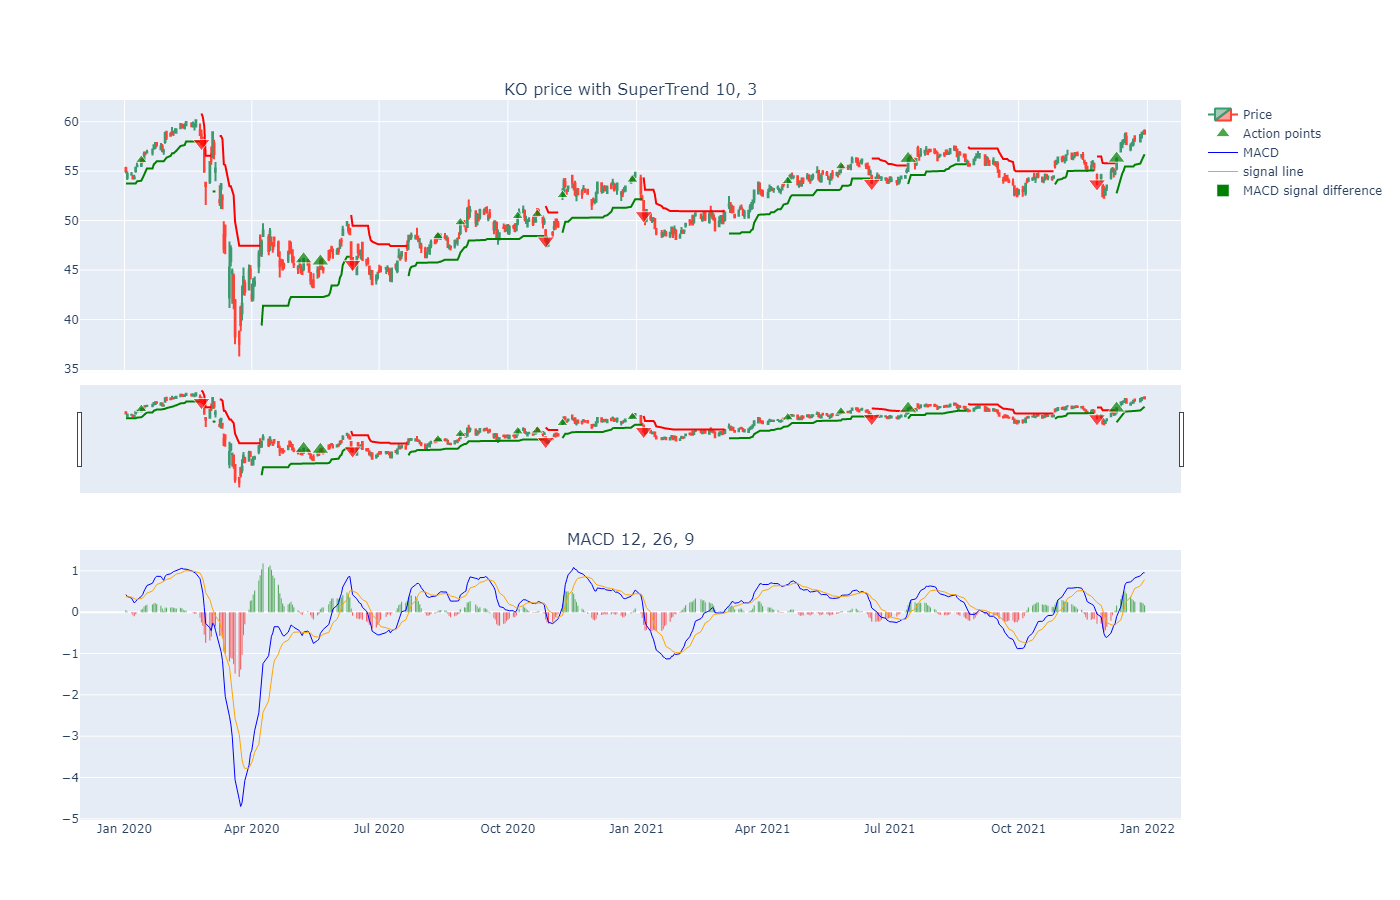 KO price with SuperTrend 10, 3
60
55
50
45
40
35
Price
Action points
MACD
signal line
MACD signal difference
MACD 12, 26, 9
1
0
−1
−2
−3
−4
−5
Jan 2020 Apr 2020 Jul 2020 Oct 2020 Jan 2021 Apr 2021 Jul 2021 Oct 2021 Jan 2022